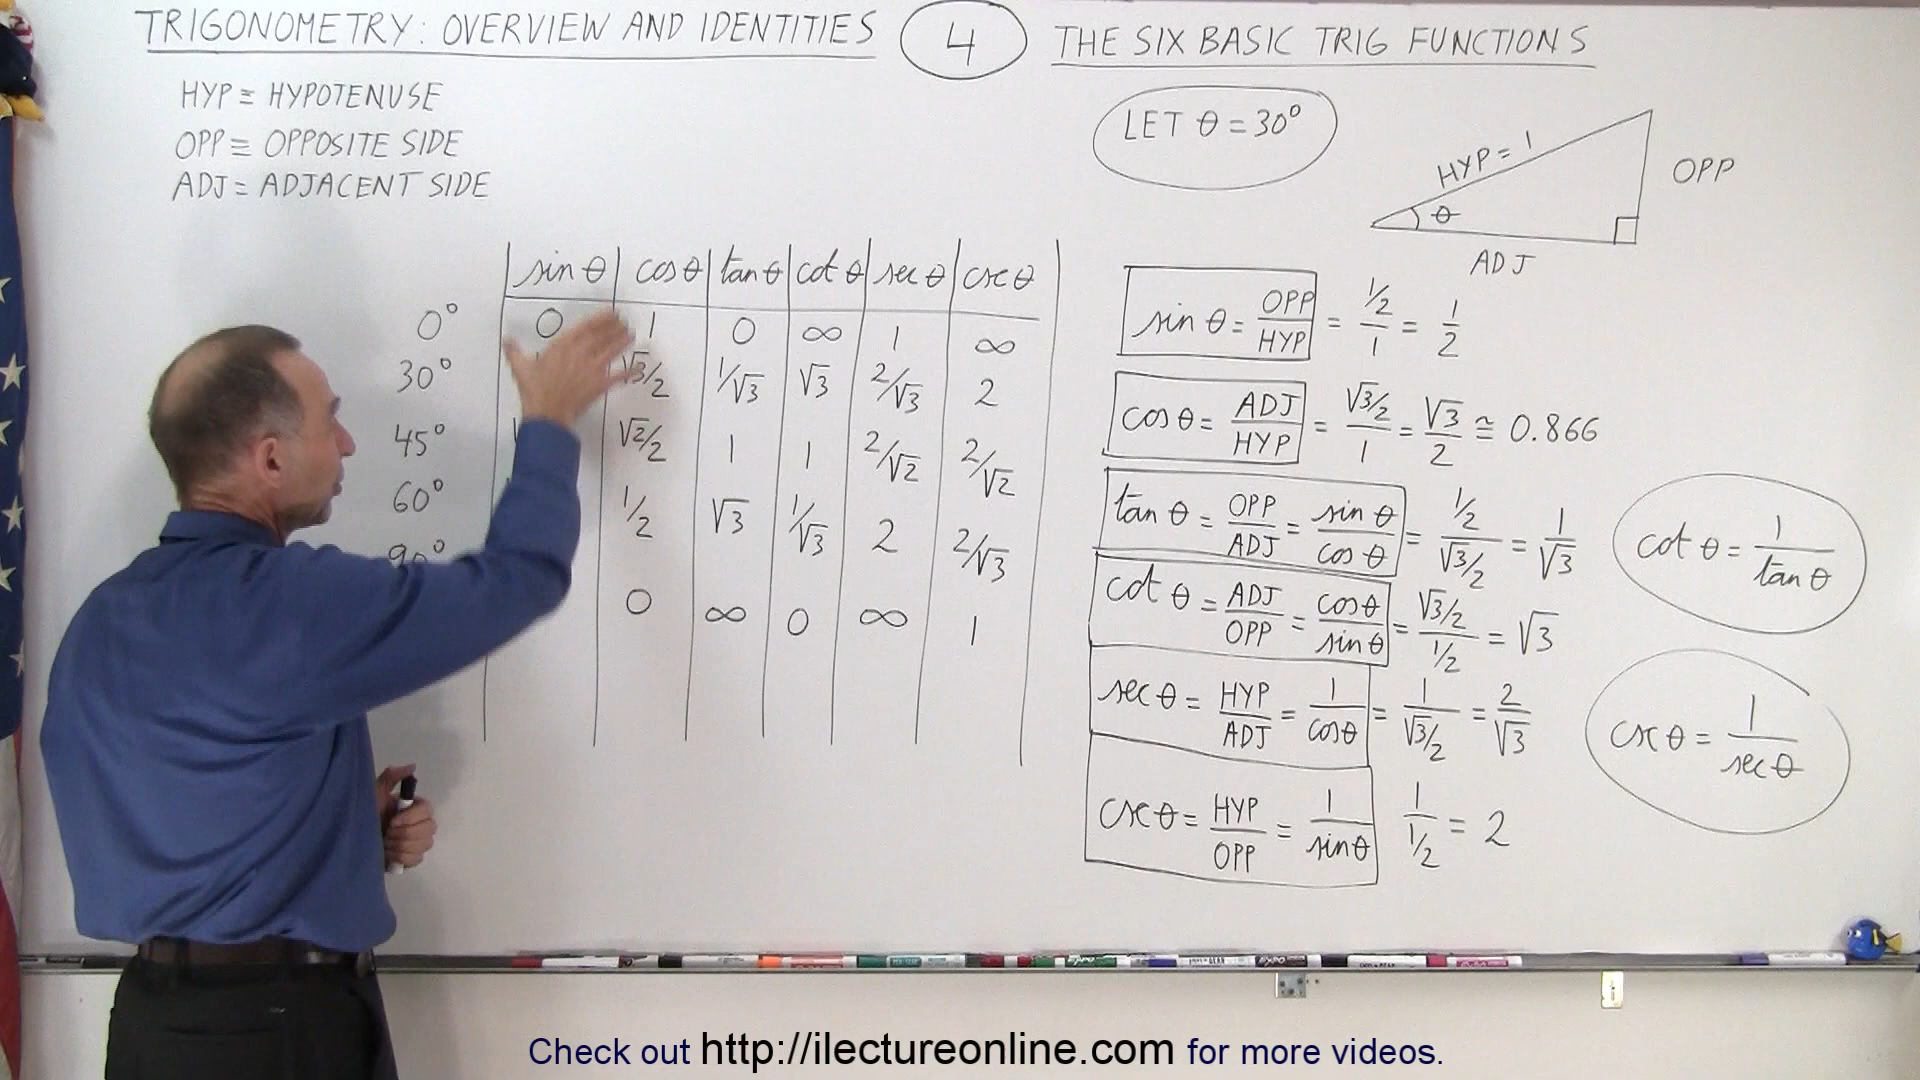 TRIGONOMETRY: OVERVIEW AND IDENTITIES 4 THE SIX BASIC TRIG FUNCTIONS
HYP ≡ HYPOTENUSE
OPP ≡ OPPOSITE SIDE
ADJ = ADJACENT SIDE
LET θ = 30°
HYP = 1
OPP
θ
ADJ
sin θ cos θ tan θ cot θ sec θ csc θ
0° 0 1 0 ∞ 1 ∞
30° √3/2 1/√3 √3 2/√3 2
45° √2/2 1 1 2/√2 2/√2
60° 1/2 √3 1/√3 2 2/√3
90° 0 ∞ 0 ∞ 1
sin θ = OPP/HYP = 1/2/1 = 1/2
cos θ = ADJ/HYP = √3/2/1 = √3/2 ≅ 0.866
tan θ = OPP/ADJ = sin θ/cos θ = 1/2/√3/2 = 1/√3
cot θ = ADJ/OPP = cos θ/sin θ = √3/2/1/2 = √3
sec θ = HYP/ADJ = 1/cos θ = 1/√3/2 = 2/√3
csc θ = HYP/OPP = 1/sin θ 1/1/2 = 2
cot θ = 1/tan θ
csc θ = 1/sec θ
Check out http://ilectureonline.com for more videos.